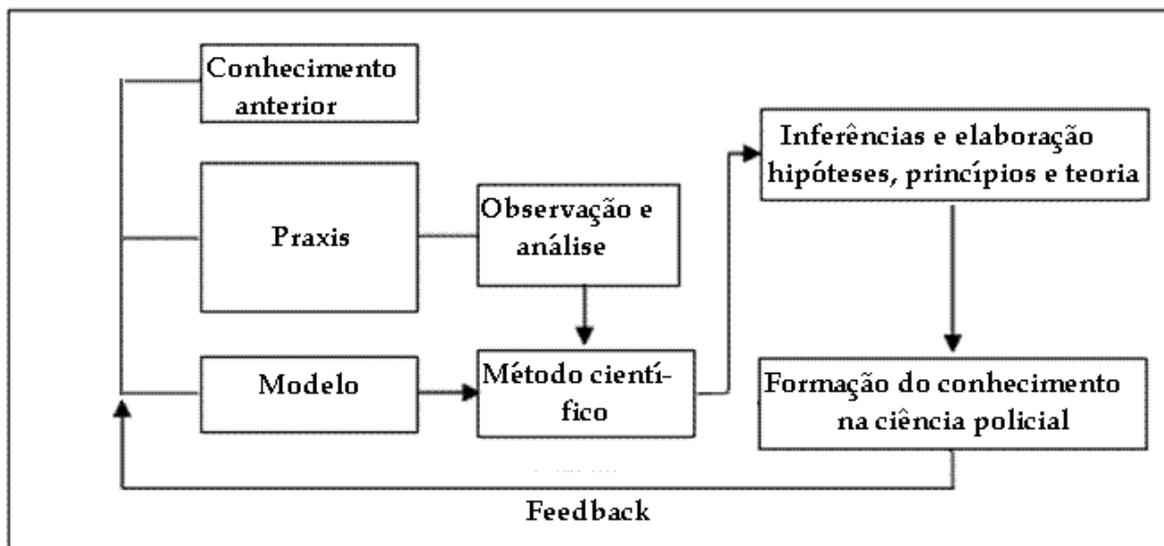 Conhecimento
anterior
Praxis
Observação e
análise
Modelo
Método cientí-
fico
Inferências e elaboração
hipóteses, princípios e teoria
Formação do conhecimento
na ciência policial
Feedback